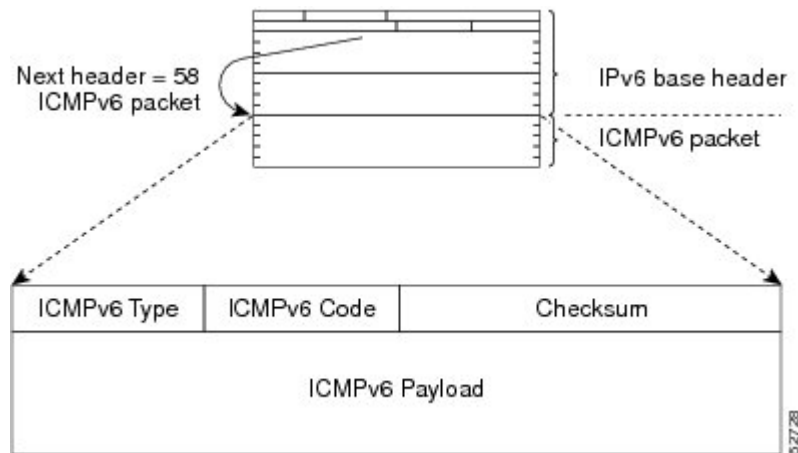 Next header = 58
ICMPv6 packet
IPv6 base header
ICMPv6 packet
ICMPv6 Type
ICMPv6 Code
Checksum
ICMPv6 Payload
52728